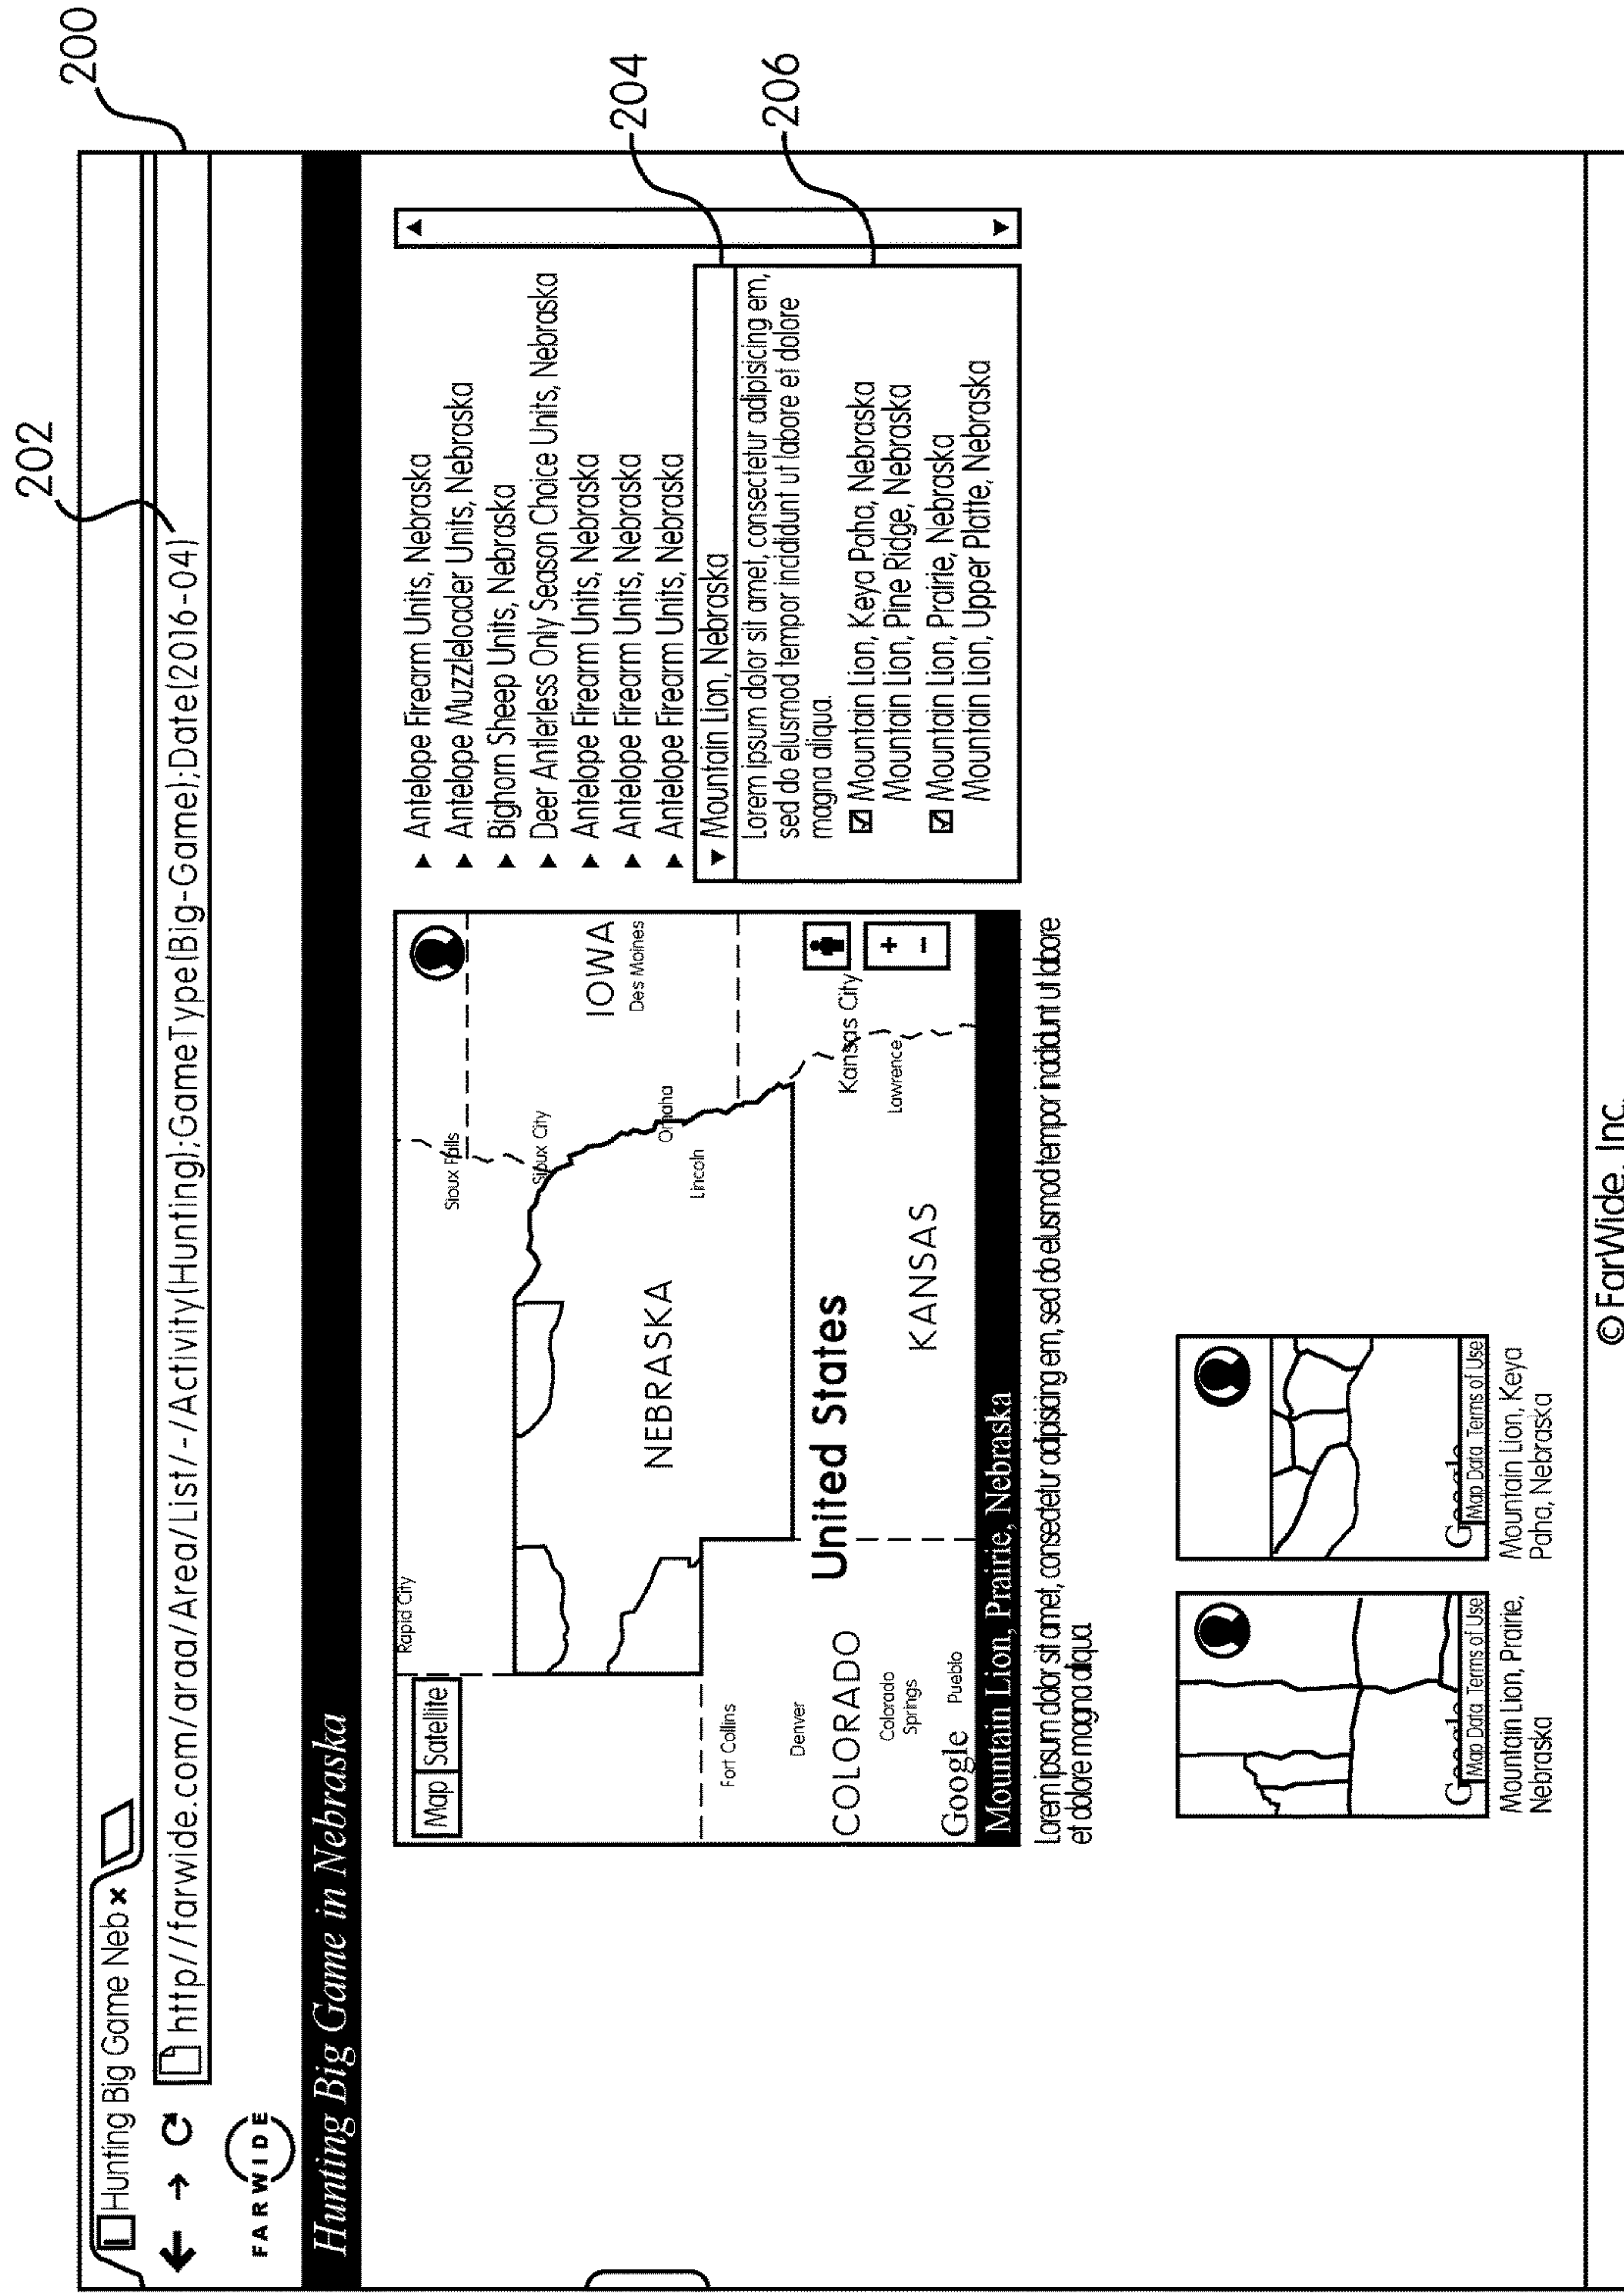 200
202
Hunting Big Game Neb ×
http//farwide.com/araa/Area/List/-/Activity(Hunting);GameType(Big-Game);Date(2016-04)
FARWIDE
Hunting Big Game in Nebraska
Map Satellite
Rapid City
Sioux Falls
Sioux City
IOWA
Des Moines
Omaha
Lincoln
NEBRASKA
Fort Collins
Denver
COLORADO
Colorado
Springs
Pueblo
United States
KANSAS
Kansas City
Lawrence
+
−
Google
Mountain Lion, Prairie, Nebraska
Lorem ipsum dolor sit amet, consectetur adipisicing em, sed do eiusmod tempor incididunt ut labore
et dolore magna aliqua.
Antelope Firearm Units, Nebraska
Antelope Muzzleloader Units, Nebraska
Bighorn Sheep Units, Nebraska
Deer Antlerless Only Season Choice Units, Nebraska
Antelope Firearm Units, Nebraska
Antelope Firearm Units, Nebraska
Antelope Firearm Units, Nebraska
204
Mountain Lion, Nebraska
206
Lorem ipsum dolor sit amet, consectetur adipisicing em,
sed do eiusmod tempor incididunt ut labore et dolore
magna aliqua.
Mountain Lion, Keya Paha, Nebraska
Mountain Lion, Pine Ridge, Nebraska
Mountain Lion, Prairie, Nebraska
Mountain Lion, Upper Platte, Nebraska
Google
Map Data Terms of Use
Mountain Lion, Prairie,
Nebraska
Google
Map Data Terms of Use
Mountain Lion, Keya
Paha, Nebraska
© FarWide, Inc.